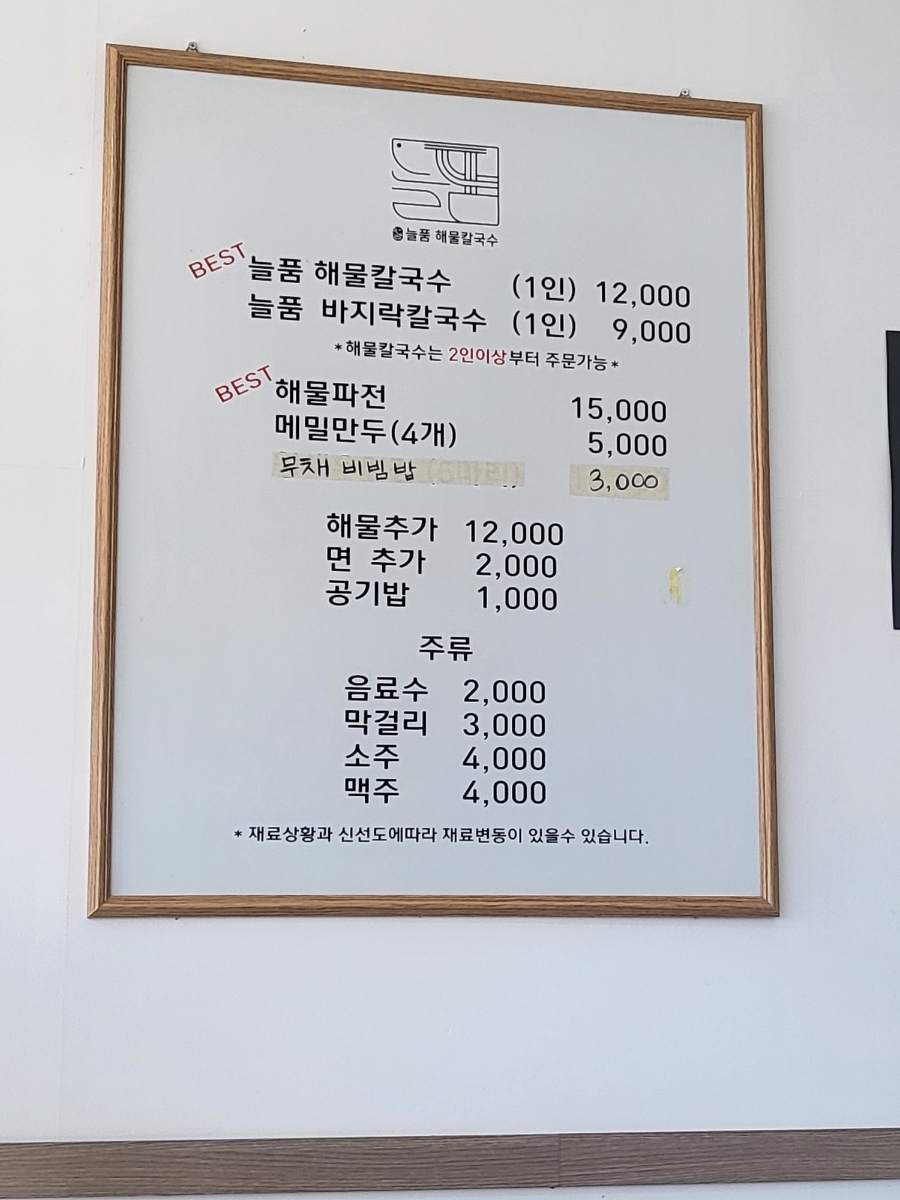 늘품
늘품 해물칼국수
BEST
늘품 해물칼국수 (1인) 12,000
늘품 바지락칼국수 (1인) 9,000
*해물칼국수는 2인이상부터 주문가능*
BEST
해물파전 15,000
메밀만두(4개) 5,000
무채 비빔밥 3,000
해물추가 12,000
면 추가 2,000
공기밥 1,000
주류
음료수 2,000
막걸리 3,000
소주 4,000
맥주 4,000
* 재료상황과 신선도에따라 재료변동이 있을수 있습니다.